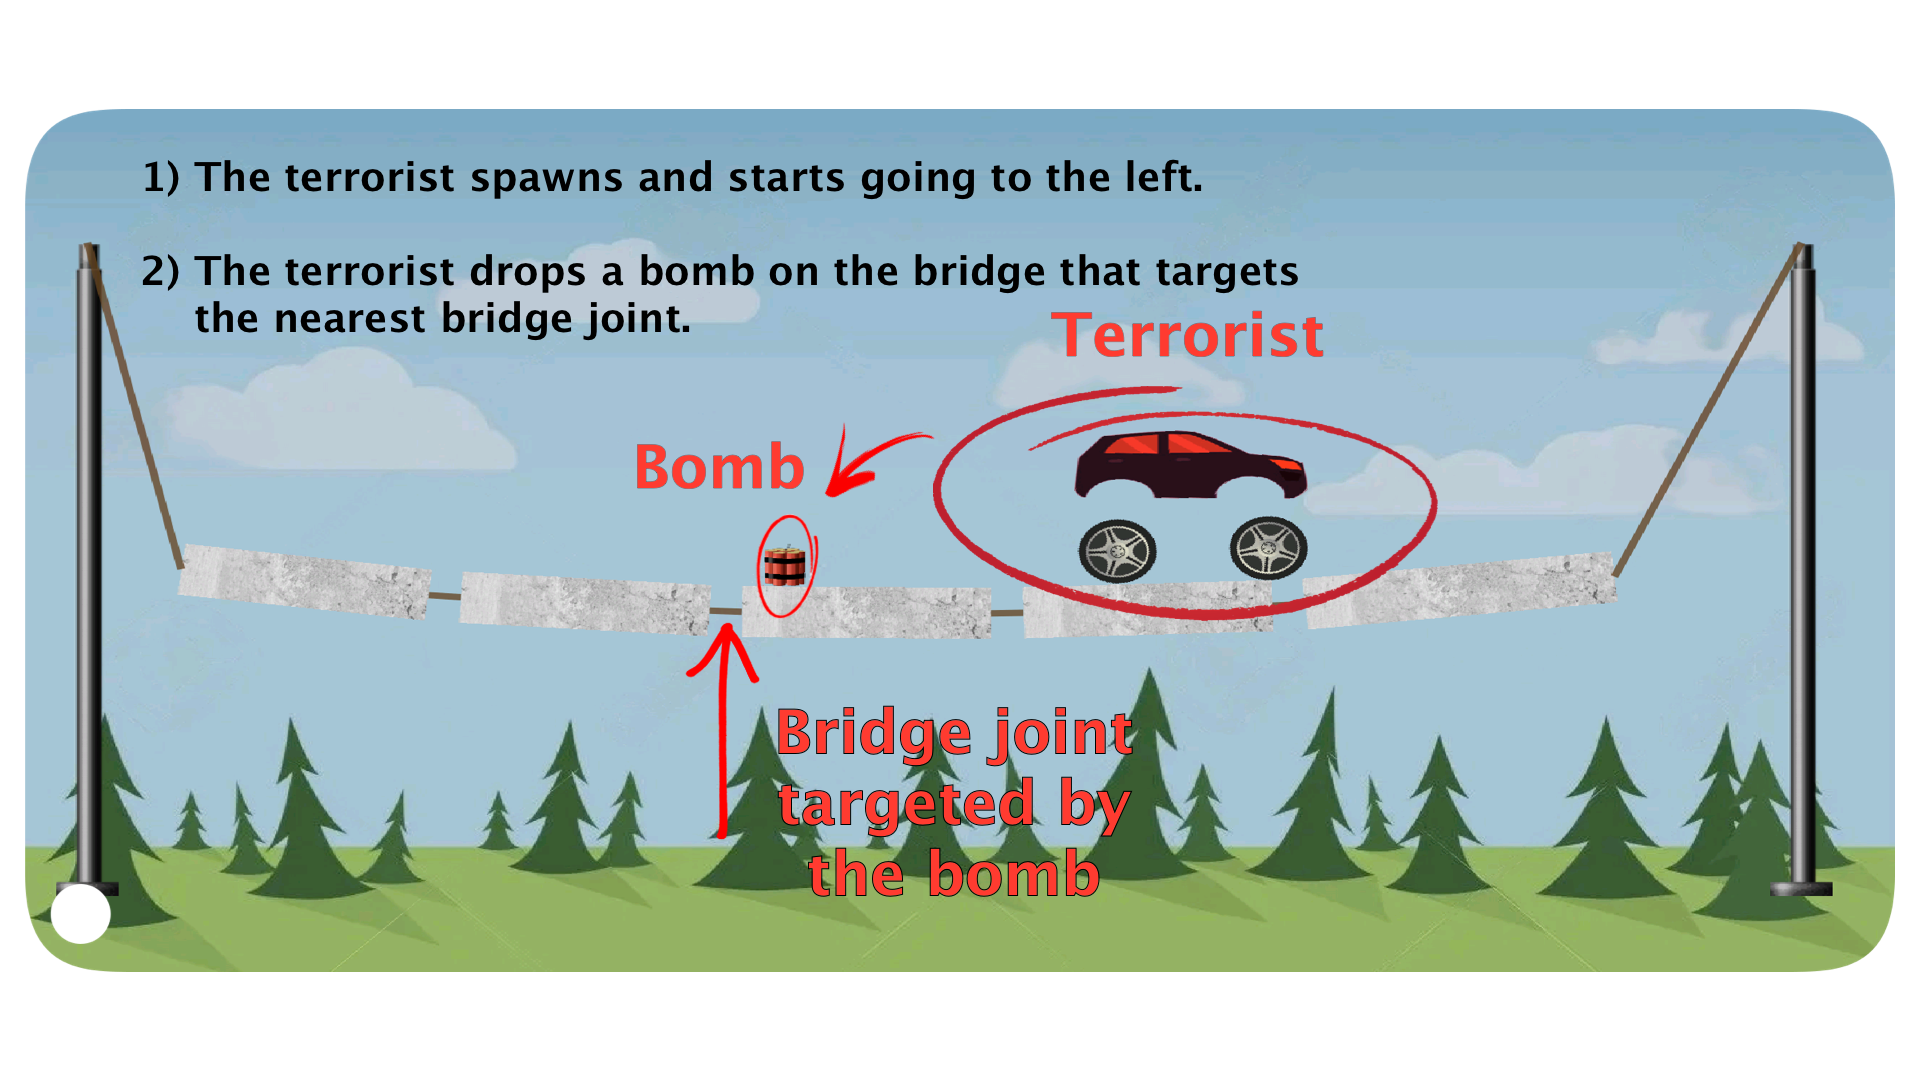 1) The terrorist spawns and starts going to the left.
2) The terrorist drops a bomb on the bridge that targets
the nearest bridge joint.
Terrorist
Bomb
Bridge joint
targeted by
the bomb